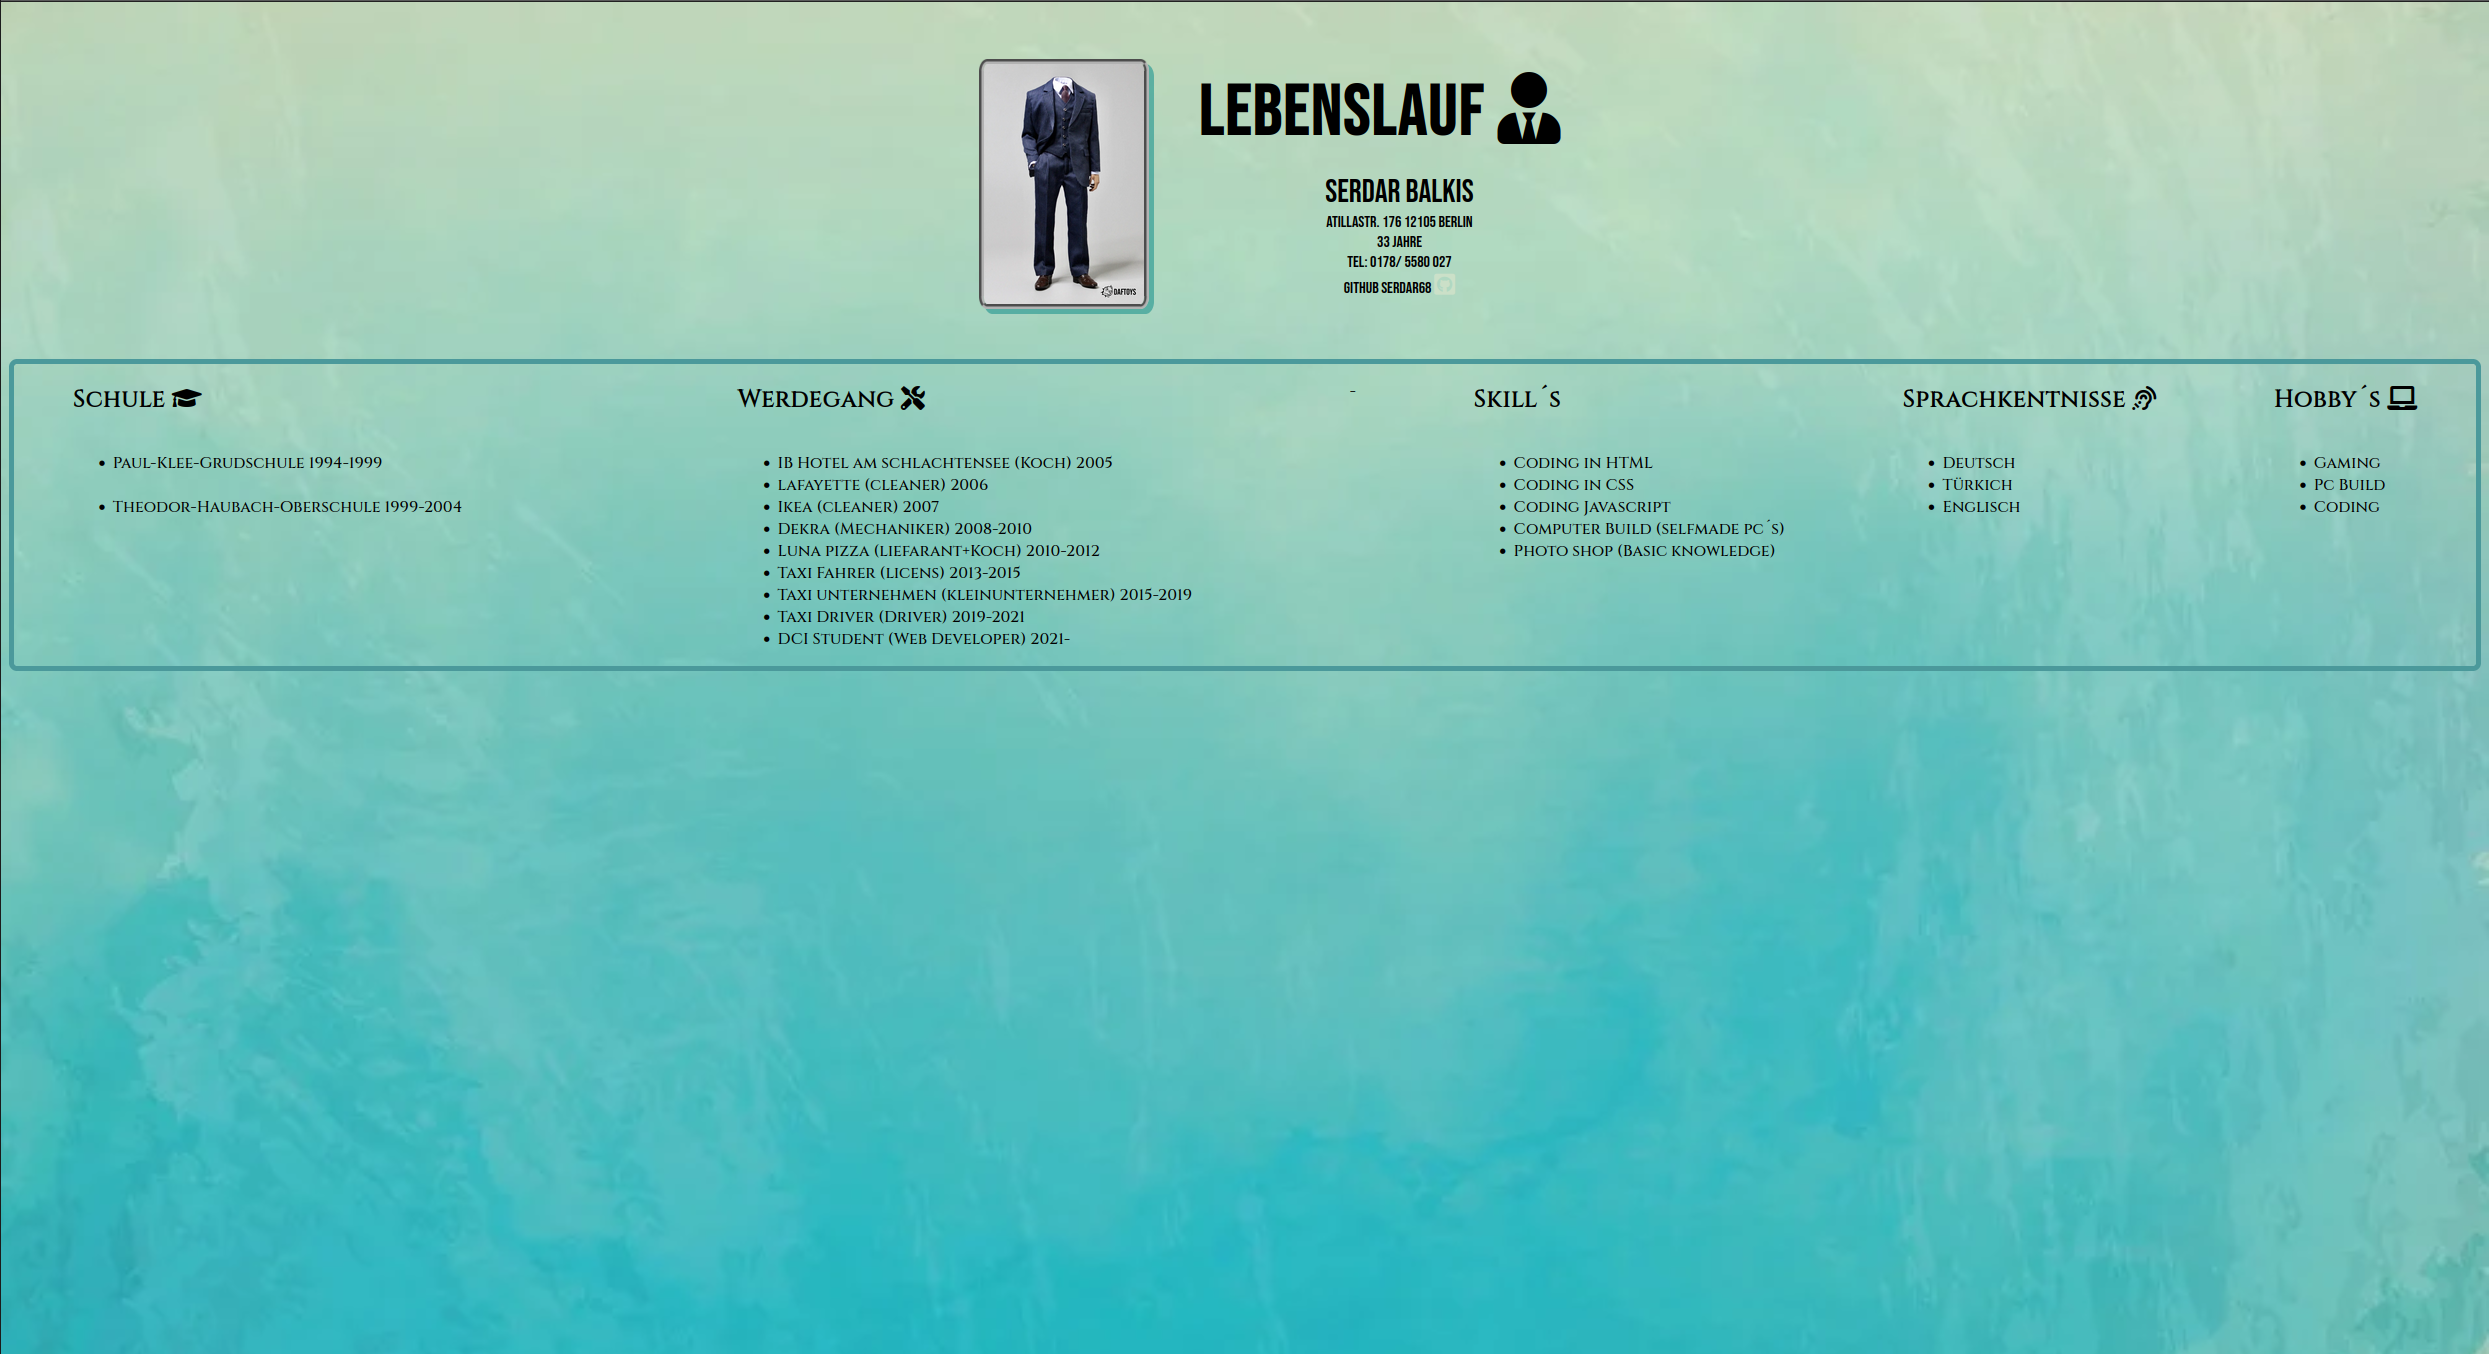 LEBENSLAUF
SERDAR BALKIS
ATILLASTR. 176 12105 BERLIN
33 JAHRE
TEL: 0178/ 5580 027
GITHUB SERDAR68
DAFTOYS
Schule
Paul-Klee-Grudschule 1994-1999
Theodor-Haubach-Oberschule 1999-2004
Werdegang
IB Hotel am schlachtensee (Koch) 2005
lafayette (cleaner) 2006
Ikea (cleaner) 2007
Dekra (Mechaniker) 2008-2010
Luna pizza (liefarant+Koch) 2010-2012
Taxi Fahrer (licens) 2013-2015
Taxi unternehmen (kleinunternehmer) 2015-2019
Taxi Driver (Driver) 2019-2021
DCI Student (Web Developer) 2021-
-
Skill´s
Coding in HTML
Coding in CSS
Coding Javascript
Computer Build (selfmade pc´s)
Photo shop (Basic knowledge)
Sprachkentnisse
Deutsch
Türkich
Englisch
Hobby´s
Gaming
Pc Build
Coding